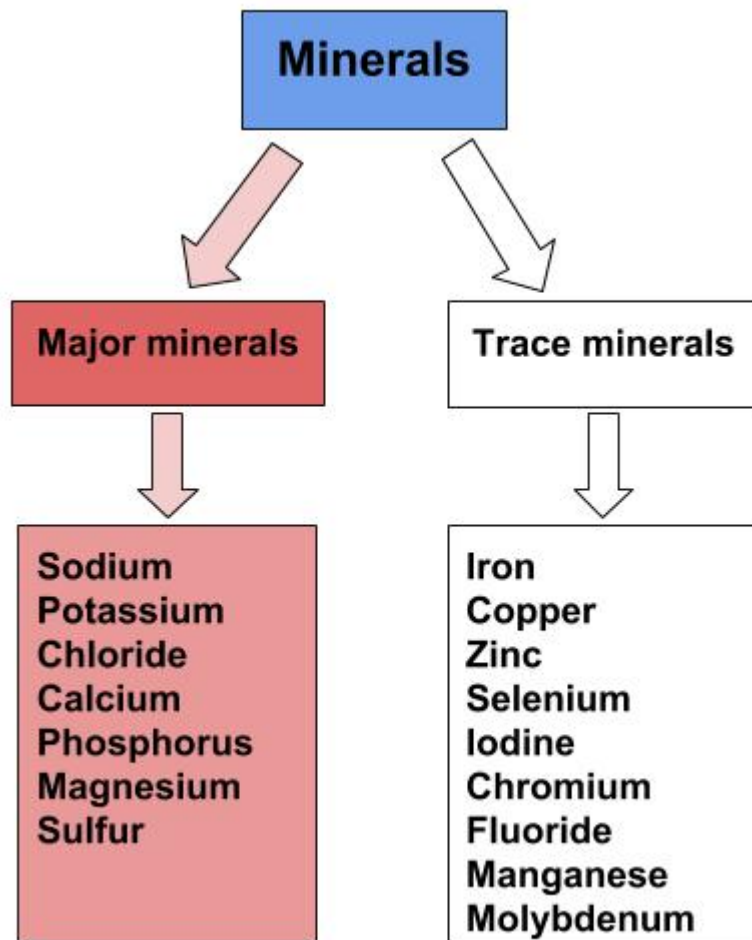 Minerals
Major minerals
Trace minerals
Sodium
Potassium
Chloride
Calcium
Phosphorus
Magnesium
Sulfur
Iron
Copper
Zinc
Selenium
Iodine
Chromium
Fluoride
Manganese
Molybdenum